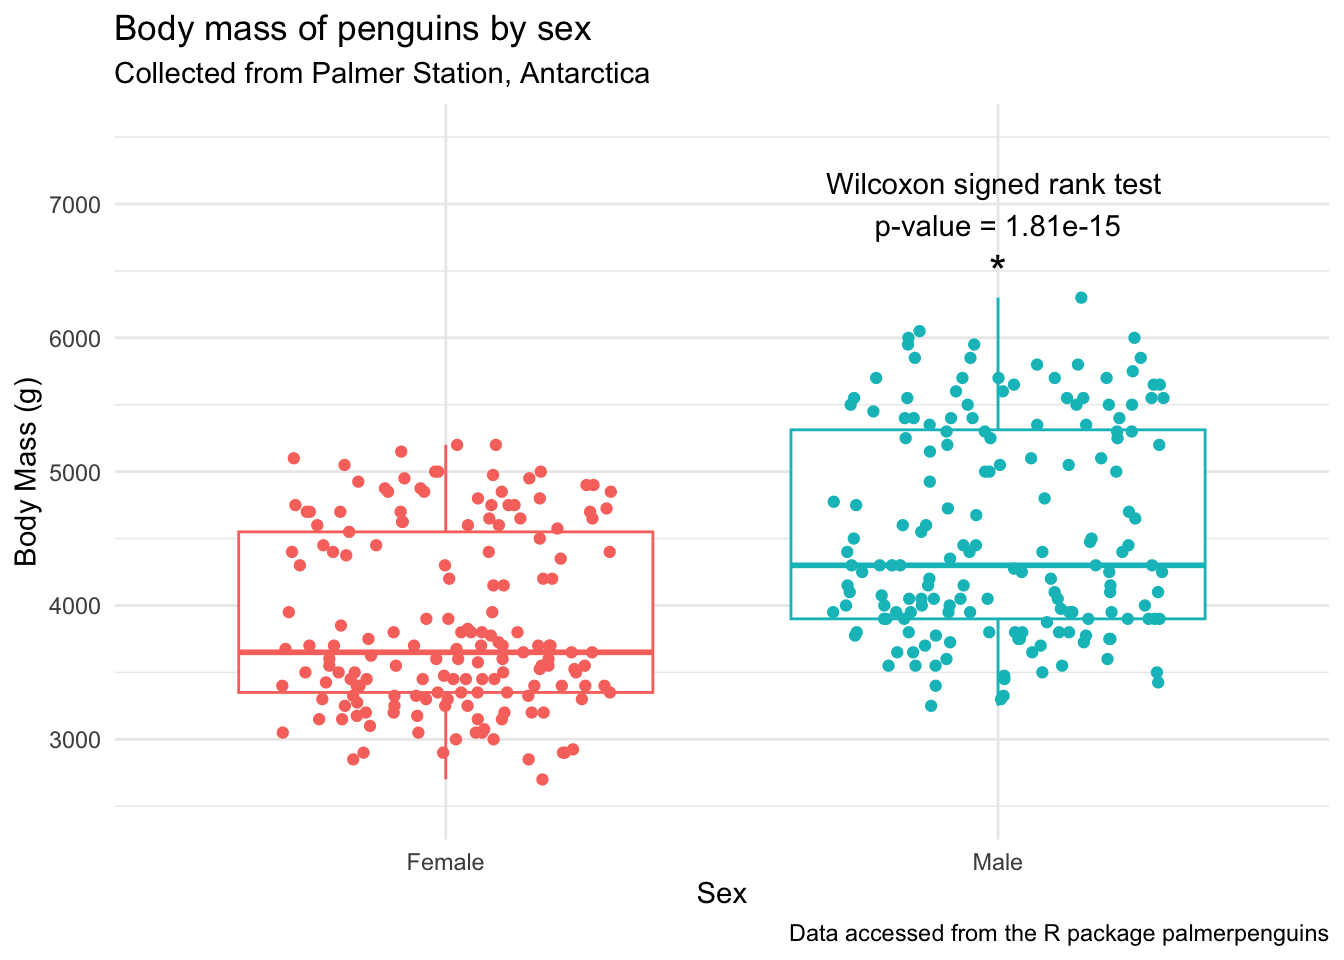 Body mass of penguins by sex
Collected from Palmer Station, Antarctica
Wilcoxon signed rank test
p-value = 1.81e-15
*
7000
6000
5000
4000
3000
Body Mass (g)
Female
Male
Sex
Data accessed from the R package palmerpenguins